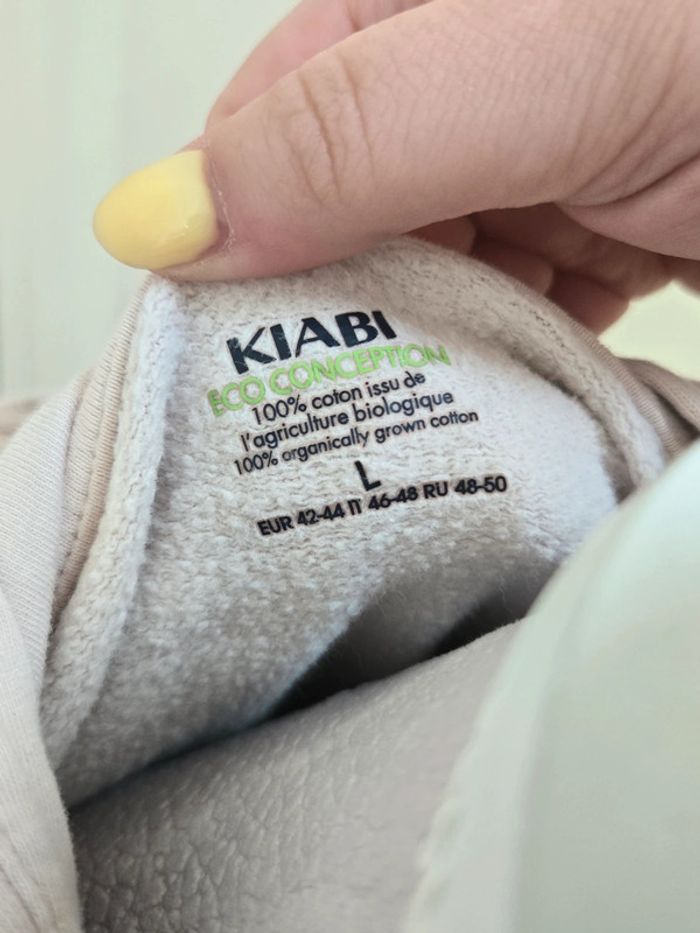 KIABI
ECO CONCEPTION
100% coton issu de
l'agriculture biologique
100% organically grown cotton
L
EUR 42-44 IT 46-48 RU 48-50